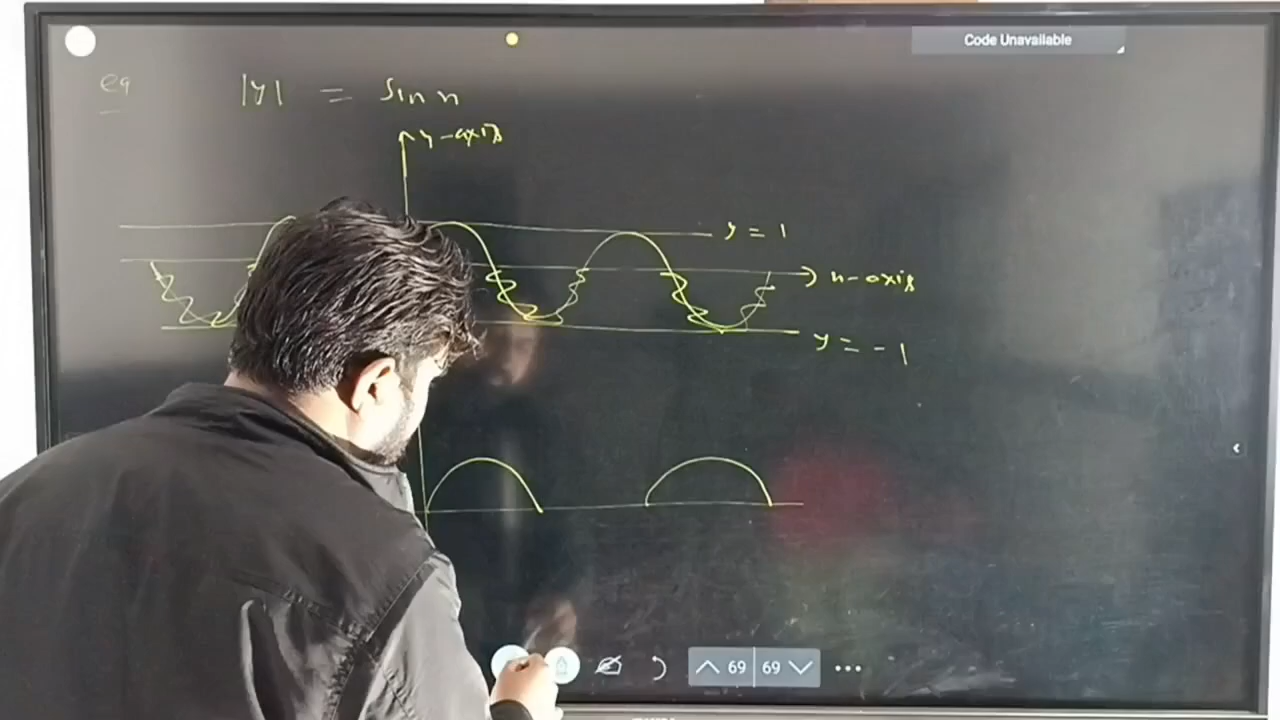 Code Unavailable
eg |y| = sin x
y-axis
y = 1
x-axis
y = -1
69 69